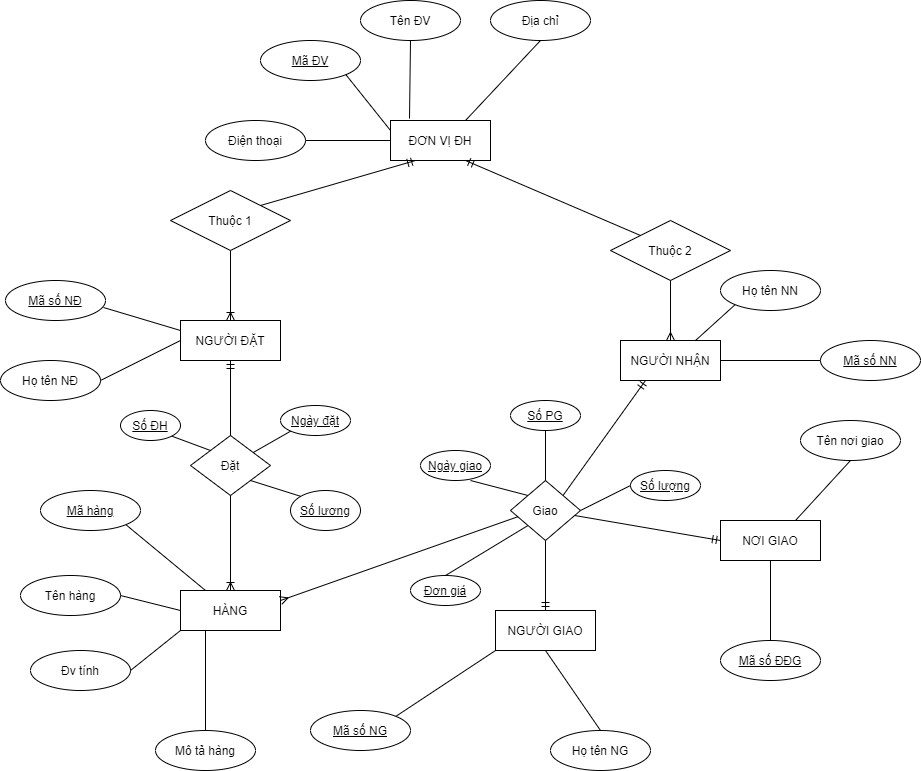 Tên ĐV
Địa chỉ
Mã ĐV
Điện thoại
ĐƠN VỊ ĐH
Thuộc 1
Thuộc 2
Mã số NĐ
Họ tên NN
NGƯỜI ĐẶT
NGƯỜI NHẬN
Mã số NN
Họ tên NĐ
Số ĐH
Ngày đặt
Số PG
Tên nơi giao
Đặt
Ngày giao
Số lượng
Mã hàng
Số lượng
Giao
NƠI GIAO
Tên hàng
Đơn giá
HÀNG
NGƯỜI GIAO
Đv tính
Mã số ĐĐG
Mã số NG
Mô tả hàng
Họ tên NG